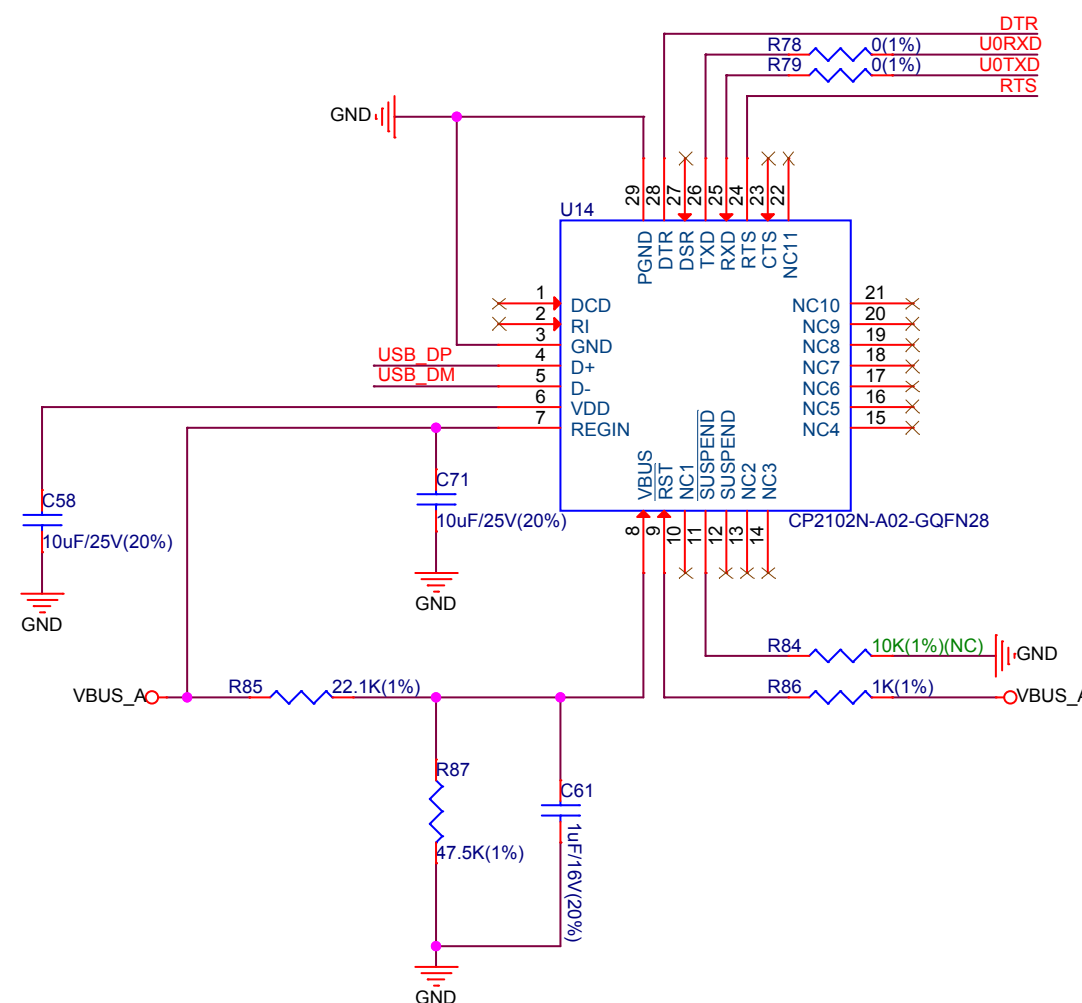 DTR
R78 0(1%) U0RXD
R79 0(1%) U0TXD
RTS
GND
29 28 27 26 25 24 23 22
U14
PGND DTR DSR TXD RXD RTS CTS NC11
1 DCD
2 RI
3 GND
USB_DP 4 D+
USB_DM 5 D-
6 VDD
7 REGIN
NC10 21
NC9 20
NC8 19
NC7 18
NC6 17
NC5 16
NC4 15
VBUS RST NC1 SUSPEND SUSPEND NC2 NC3
8 9 10 11 12 13 14
CP2102N-A02-GQFN28
C71
10uF/25V(20%)
GND
C58
10uF/25V(20%)
GND
R84 10K(1%)(NC) GND
VBUS_A R85 22.1K(1%)
R86 1K(1%) VBUS_A
R87
47.5K(1%)
C61
1uF/16V(20%)
GND